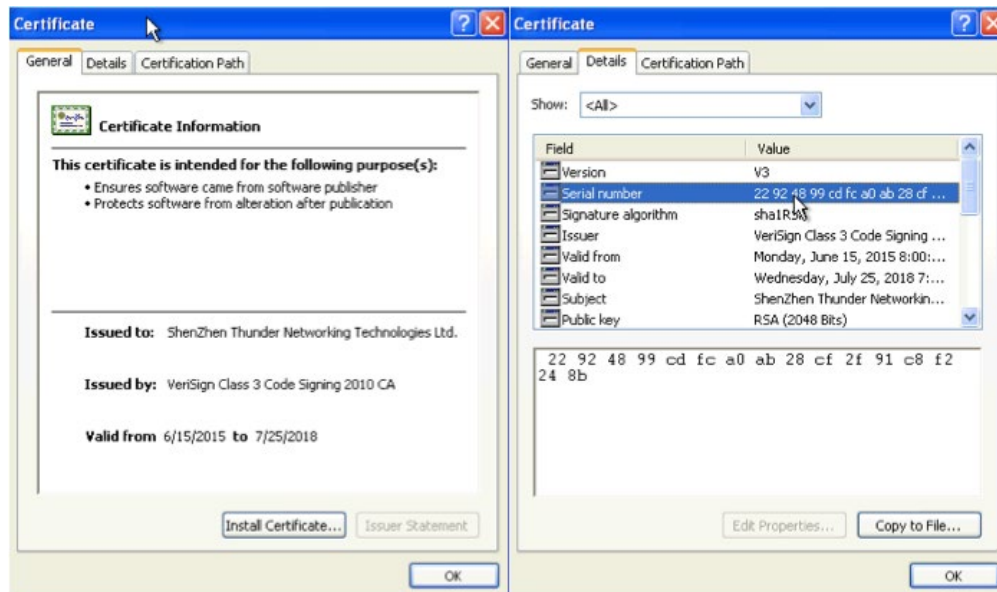 Certificate
General Details Certification Path
Certificate Information
This certificate is intended for the following purpose(s):
• Ensures software came from software publisher
• Protects software from alteration after publication
Issued to: ShenZhen Thunder Networking Technologies Ltd.
Issued by: VeriSign Class 3 Code Signing 2010 CA
Valid from 6/15/2015 to 7/25/2018
Install Certificate... Issuer Statement
OK
Certificate
General Details Certification Path
Show: <All>
Field Value
Version V3
Serial number 22 92 48 99 cd fc a0 ab 28 cf ...
Signature algorithm sha1RSA
Issuer VeriSign Class 3 Code Signing ...
Valid from Monday, June 15, 2015 8:00:...
Valid to Wednesday, July 25, 2018 7:...
Subject ShenZhen Thunder Networkin...
Public key RSA (2048 Bits)
22 92 48 99 cd fc a0 ab 28 cf 2f 91 c8 f2
24 8b
Edit Properties... Copy to File...
OK